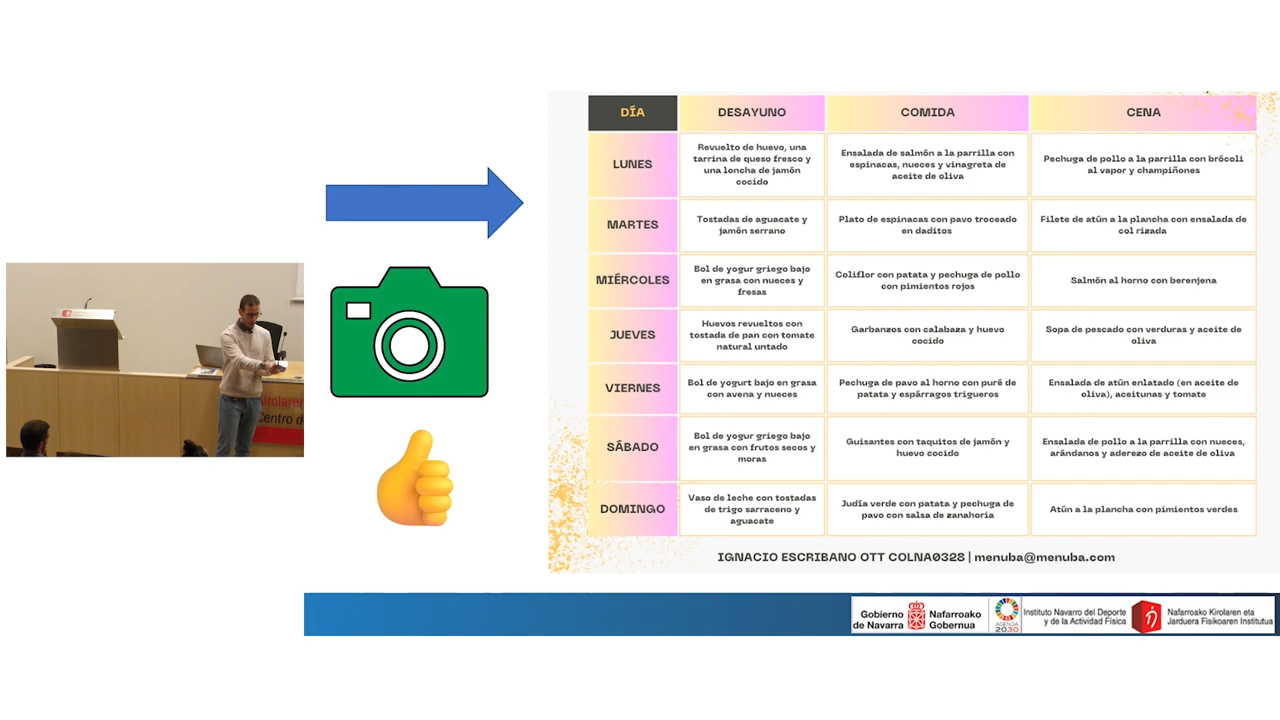 DÍA
DESAYUNO
COMIDA
CENA
LUNES
Revuelto de huevo, una
tarrina de queso fresco y
una loncha de jamón
cocido
Ensalada de salmón a la parrilla con
espinacas, nueces y vinagreta de
aceite de oliva
Pechuga de pollo a la parrilla con brócoli
al vapor y champiñones
MARTES
Tostadas de aguacate y
jamón serrano
Plato de espinacas con pavo troceado
en daditos
Filete de atún a la plancha con ensalada de
col rizada
MIÉRCOLES
Bol de yogur griego bajo
en grasa con nueces y
fresas
Coliflor con patata y pechuga de pollo
con pimientos rojos
Salmón al horno con berenjena
JUEVES
Huevos revueltos con
tostada de pan con tomate
natural untado
Garbanzos con calabaza y huevo
cocido
Sopa de pescado con verduras y aceite de
oliva
VIERNES
Bol de yogurt bajo en grasa
con avena y nueces
Pechuga de pavo al horno con puré de
patata y espárragos trigueros
Ensalada de atún enlatado (en aceite de
oliva), aceitunas y tomate
SÁBADO
Bol de yogur griego bajo
en grasa con frutos secos y
moras
Guisantes con taquitos de jamón y
huevo cocido
Ensalada de pollo a la parrilla con nueces,
arándanos y aderezo de aceite de oliva
DOMINGO
Vaso de leche con tostadas
de trigo sarraceno y
aguacate
Judía verde con patata y pechuga de
pavo con salsa de zanahoria
Atún a la plancha con pimientos verdes
IGNACIO ESCRIBANO OTT COLNA0328 | menuba@menuba.com
Kirolaren
Centro de
Gobierno
de Navarra
Nafarroako
Gobernua
AGENDA
2030
Instituto Navarro del Deporte
y de la Actividad Física
Nafarroako Kirolaren eta
Jarduera Fisikoaren Institutua